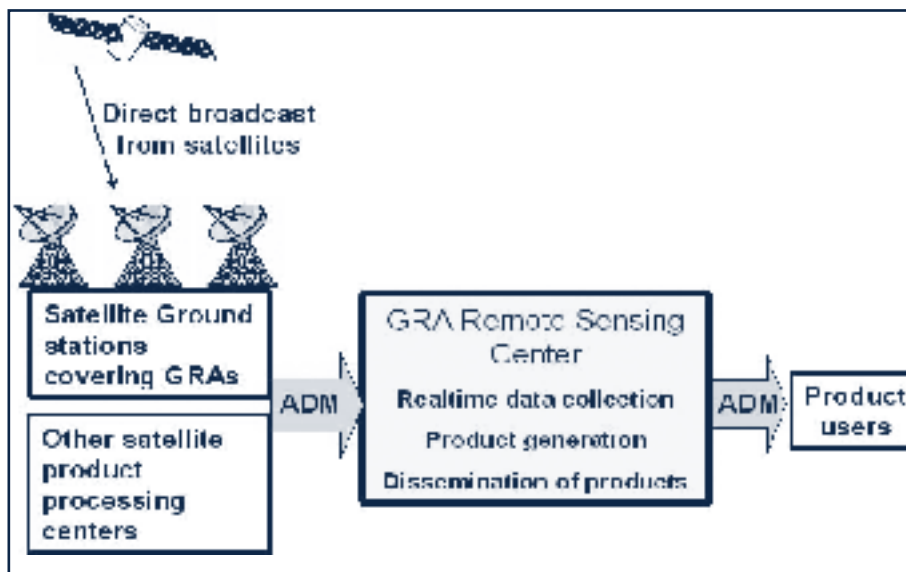 Direct broadcast
from satellites
Satellite Ground
stations
covering GRAs
Other satellite
product
processing
centers
ADM
GRA Remote Sensing
Center
Realtime data collection
Product generation
Dissemination of products
ADM
Product
users